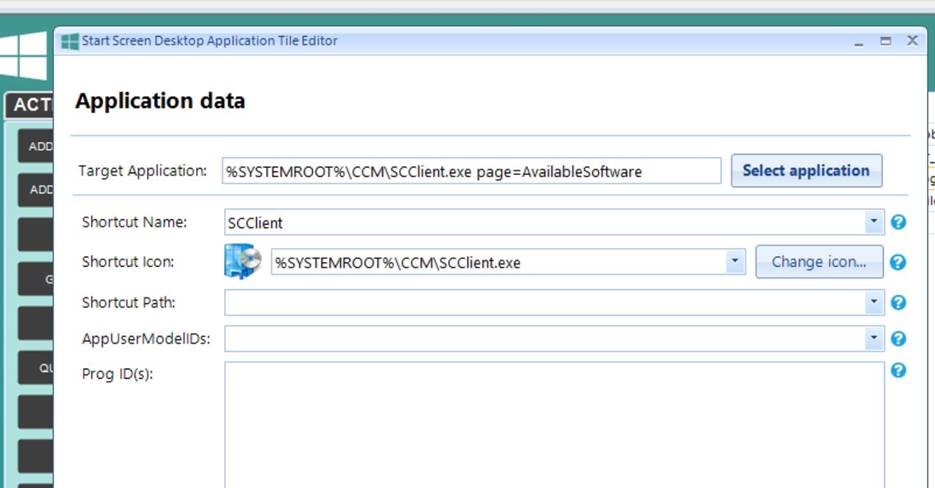 Start Screen Desktop Application Tile Editor
ACT
Application data
ADD
Target Application: %SYSTEMROOT%\CCM\SCClient.exe page=AvailableSoftware Select application
ADD
Shortcut Name: SCClient
Shortcut Icon: %SYSTEMROOT%\CCM\SCClient.exe Change icon...
G
Shortcut Path:
AppUserModelIDs:
QU
Prog ID(s):